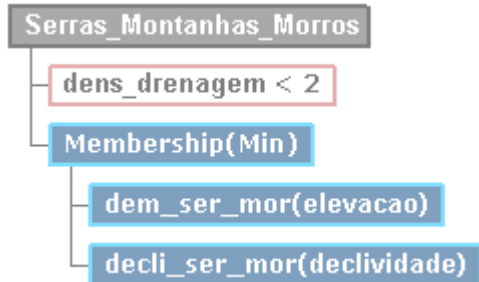 Serras_Montanhas_Morros
dens_drenagem < 2
Membership(Min)
dem_ser_mor(elevacao)
decli_ser_mor(declividade)